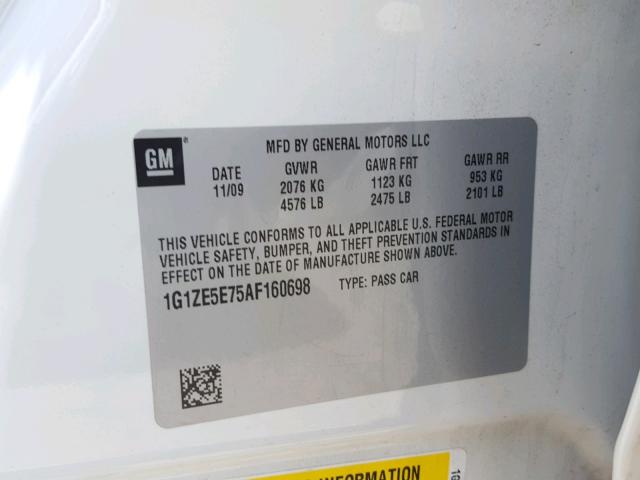 MFD BY GENERAL MOTORS LLC
GM®
DATE GVWR GAWR FRT GAWR RR
11/09 2076 KG 1123 KG 953 KG
4576 LB 2475 LB 2101 LB
THIS VEHICLE CONFORMS TO ALL APPLICABLE U.S. FEDERAL MOTOR
VEHICLE SAFETY, BUMPER, AND THEFT PREVENTION STANDARDS IN
EFFECT ON THE DATE OF MANUFACTURE SHOWN ABOVE.
1G1ZE5E75AF160698 TYPE: PASS CAR
INFORMATION